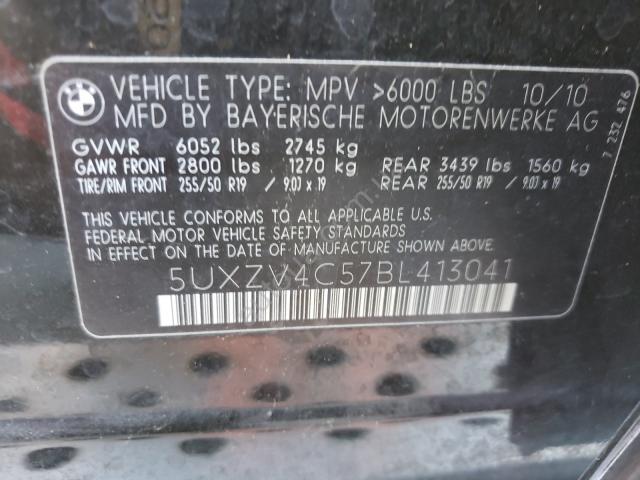 BMW
VEHICLE TYPE: MPV >6000 LBS 10/10
MFD BY BAYERISCHE MOTORENWERKE AG
GVWR 6052 lbs 2745 kg
GAWR FRONT 2800 lbs 1270 kg REAR 3439 lbs 1560 kg
TIRE/RIM FRONT 255/50 R19 / 9.0J x 19 REAR 255/50 R19 / 9.0J x 19
THIS VEHICLE CONFORMS TO ALL APPLICABLE U.S.
FEDERAL MOTOR VEHICLE SAFETY STANDARDS
IN EFFECT ON THE DATE OF MANUFACTURE SHOWN ABOVE.
5UXZV4C57BL413041
7 232 476